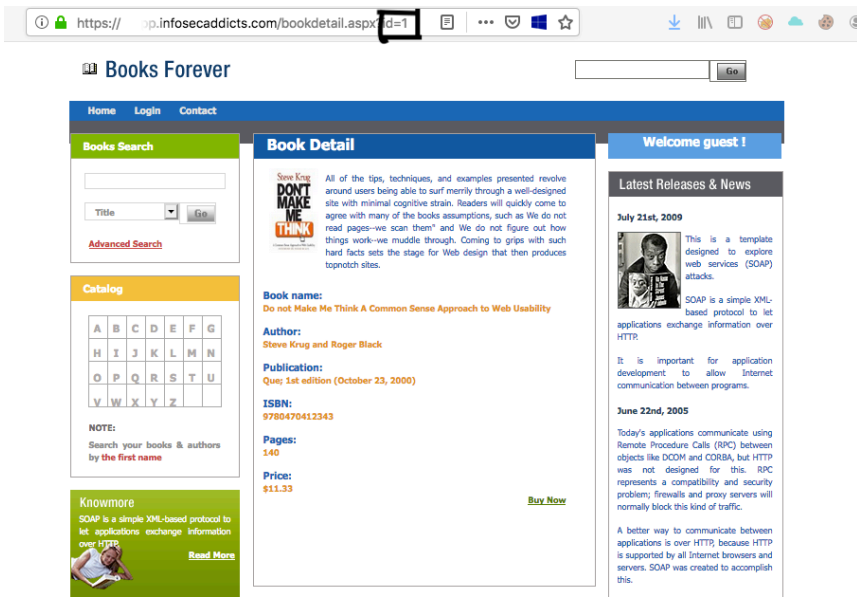 https://
op.infosecaddicts.com/bookdetail.aspx?id=1
Books Forever
Go
Home Login Contact
Books Search
Title
Go
Advanced Search
Catalog
A B C D E F G
H I J K L M N
O P Q R S T U
V W X Y Z
NOTE:
Search your books & authors
by the first name
Knowmore
SOAP is a simple XML-based protocol to
let applications exchange information
over HTTP.
Read More
Book Detail
Steve Krug
DON'T
MAKE
ME
THINK
All of the tips, techniques, and examples presented revolve
around users being able to surf merrily through a well-designed
site with minimal cognitive strain. Readers will quickly come to
agree with many of the books assumptions, such as We do not
read pages--we scan them" and We do not figure out how
things work--we muddle through. Coming to grips with such
hard facts sets the stage for Web design that then produces
topnotch sites.
Book name:
Do not Make Me Think A Common Sense Approach to Web Usability
Author:
Steve Krug and Roger Black
Publication:
Que; 1st edition (October 23, 2000)
ISBN:
9780470412343
Pages:
140
Price:
$11.33
Buy Now
Welcome guest !
Latest Releases & News
July 21st, 2009
This is a template
designed to explore
web services (SOAP)
attacks.
SOAP is a simple XML-
based protocol to let
applications exchange information over
HTTP.
It is important for application
development to allow Internet
communication between programs.
June 22nd, 2005
Today's applications communicate using
Remote Procedure Calls (RPC) between
objects like DCOM and CORBA, but HTTP
was not designed for this. RPC
represents a compatibility and security
problem; firewalls and proxy servers will
normally block this kind of traffic.
A better way to communicate between
applications is over HTTP, because HTTP
is supported by all Internet browsers and
servers. SOAP was created to accomplish
this.